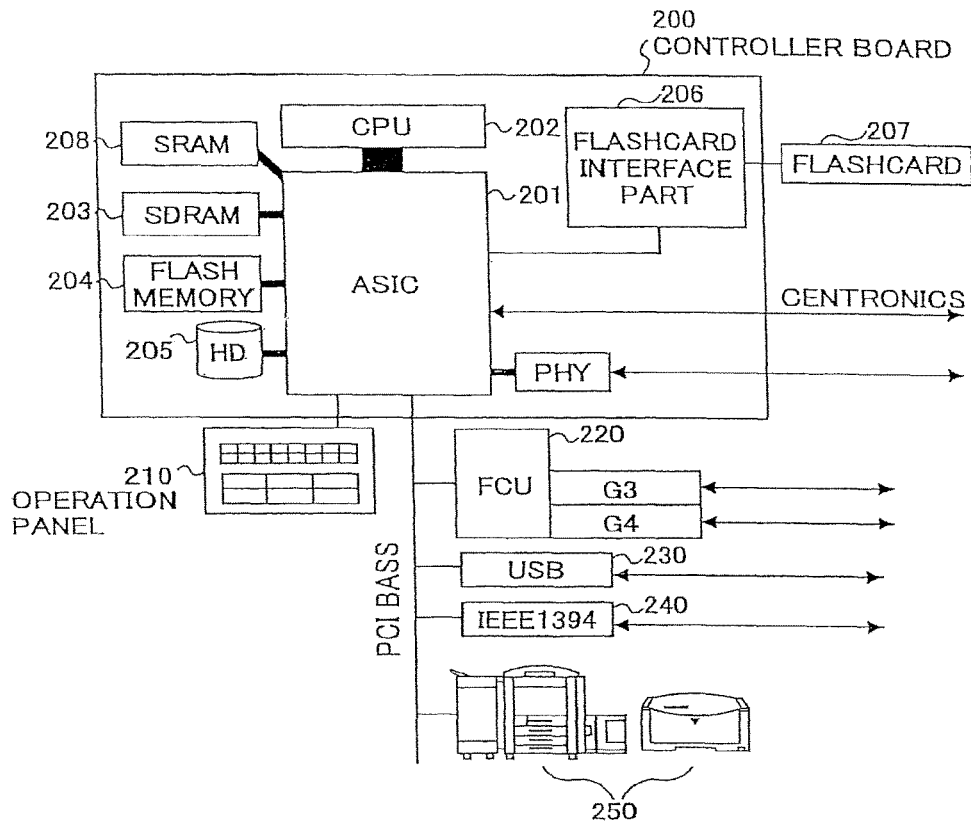 200
CONTROLLER BOARD
206
208
SRAM
CPU
202
FLASHCARD
INTERFACE
PART
207
FLASHCARD
203
SDRAM
201
204
FLASH
MEMORY
ASIC
CENTRONICS
205
HD
PHY
210
OPERATION
PANEL
220
FCU
G3
G4
PCI BASS
230
USB
240
IEEE1394
250